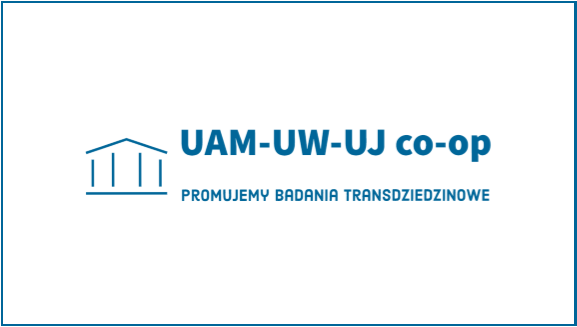 UAM-UW-UJ co-op
PROMUJEMY BADANIA TRANSDZIEDZINOWE